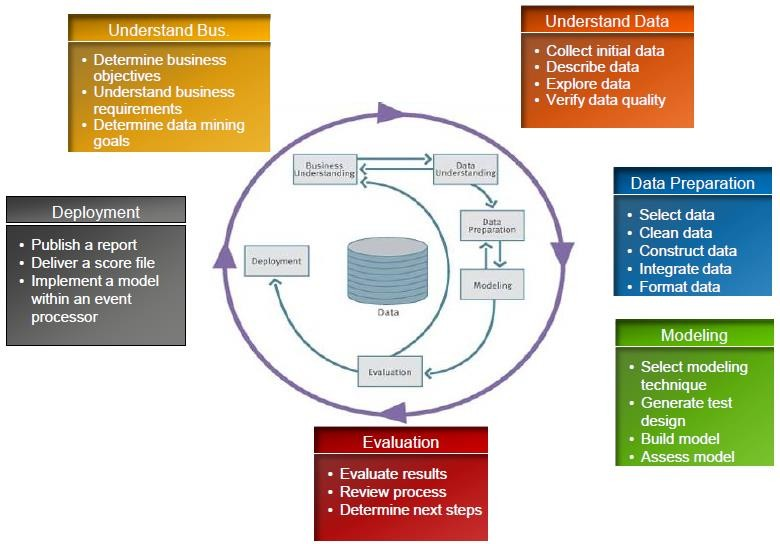 Understand Bus.
• Determine business
objectives
• Understand business
requirements
• Determine data mining
goals
Understand Data
• Collect initial data
• Describe data
• Explore data
• Verify data quality
Business
Understanding
Data
Understanding
Data Preparation
• Select data
• Clean data
• Construct data
• Integrate data
• Format data
Deployment
• Publish a report
• Deliver a score file
• Implement a model
within an event
processor
Data
Preparation
Deployment
Modeling
Data
Evaluation
Modeling
• Select modeling
technique
• Generate test
design
• Build model
• Assess model
Evaluation
• Evaluate results
• Review process
• Determine next steps